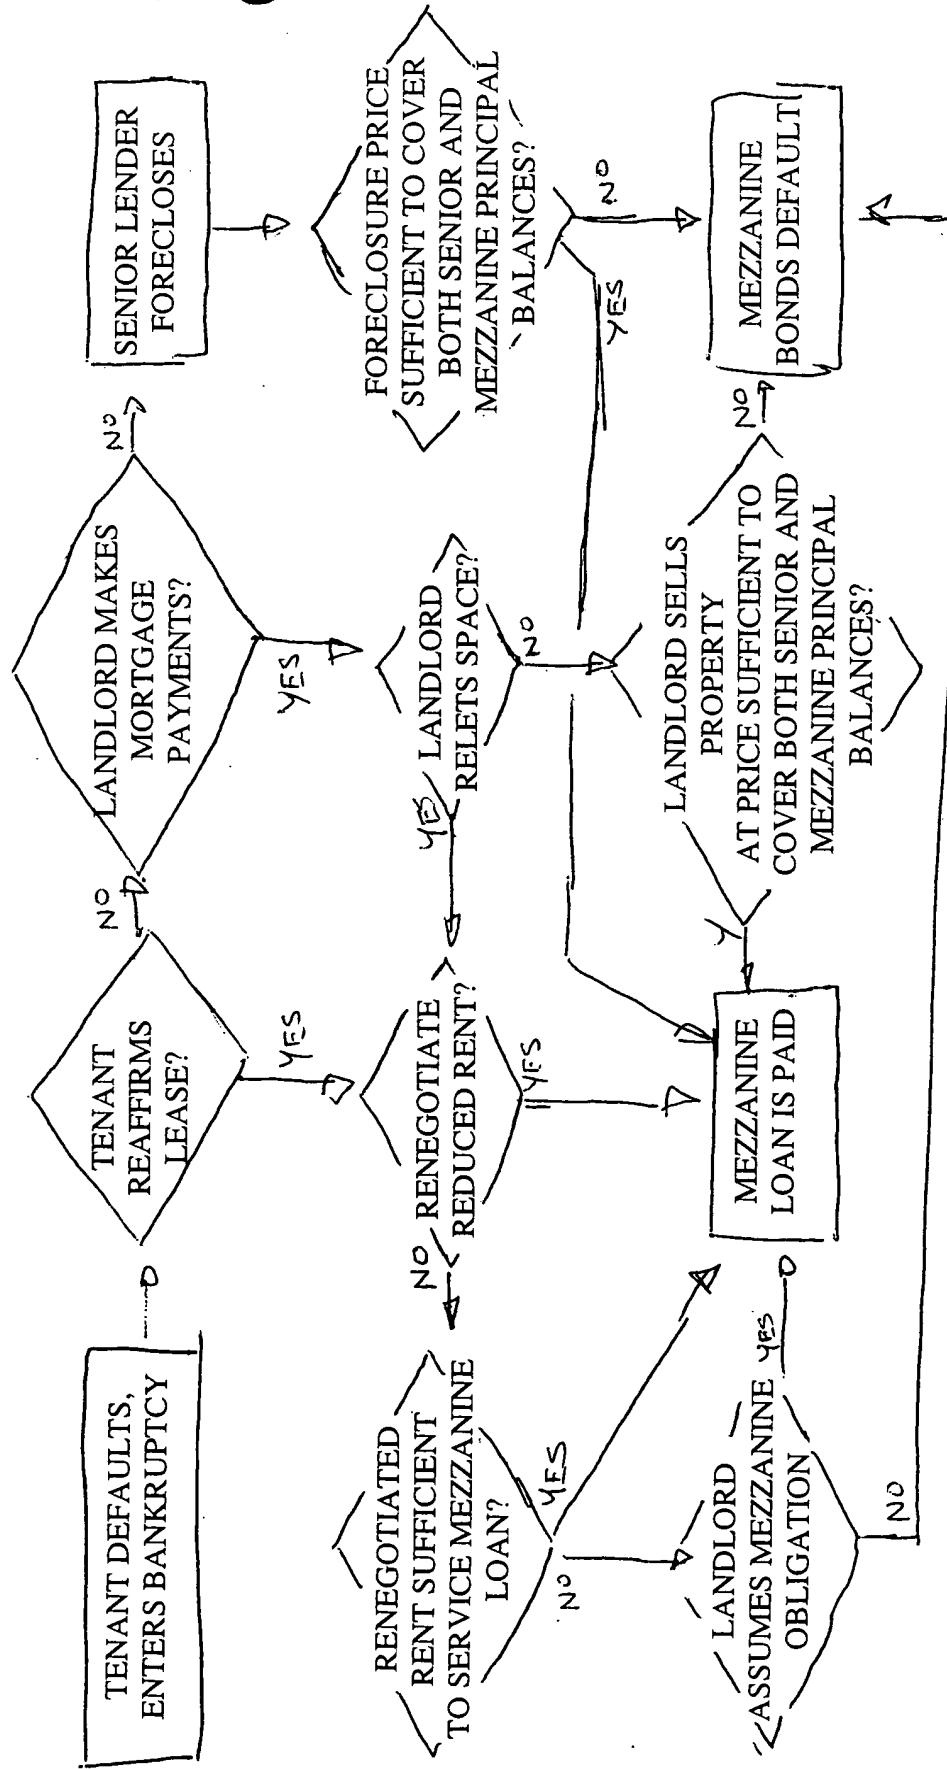 TENANT DEFAULTS,
ENTERS BANKRUPTCY
TENANT
REAFFIRMS
LEASE?
NO
YES
LANDLORD MAKES
MORTGAGE
PAYMENTS?
NO
YES
SENIOR LENDER
FORECLOSES
RENEGOTIATED
RENT SUFFICIENT
TO SERVICE MEZZANINE
LOAN?
YES
NO
NO
RENEGOTIATE
REDUCED RENT?
YES
YES
LANDLORD
RELETS SPACE?
NO
FORECLOSURE PRICE
SUFFICIENT TO COVER
BOTH SENIOR AND
MEZZANINE PRINCIPAL
BALANCES?
YES
NO
LANDLORD
ASSUMES MEZZANINE
OBLIGATION
YES
NO
MEZZANINE
LOAN IS PAID
Y
LANDLORD SELLS
PROPERTY
AT PRICE SUFFICIENT TO
COVER BOTH SENIOR AND
MEZZANINE PRINCIPAL
BALANCES?
NO
MEZZANINE
BONDS DEFAULT